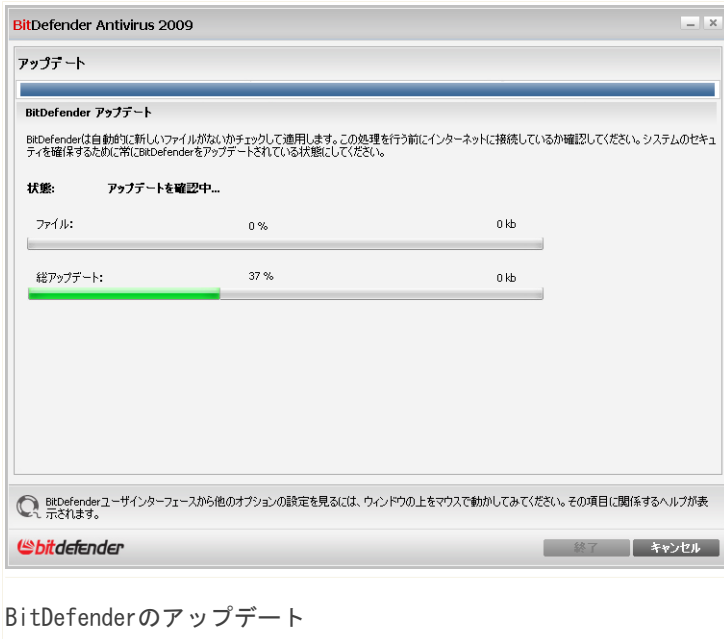 BitDefender Antivirus 2009
アップデート
BitDefender アップデート
BitDefenderは自動的に新しいファイルがないかチェックして適用します。この処理を行う前にインターネットに接続しているか確認してください。システムのセキュ
ティを確保するために常にBitDefenderをアップデートされている状態にしてください。
状態: アップデートを確認中...
ファイル: 0 % 0 kb
総アップデート: 37 % 0 kb
BitDefenderユーザインターフェースから他のオプションの設定を見るには、ウィンドウの上をマウスで動かしてみてください。その項目に関係するヘルプが表
示されます。
bitdefender
終了 キャンセル
BitDefenderのアップデート